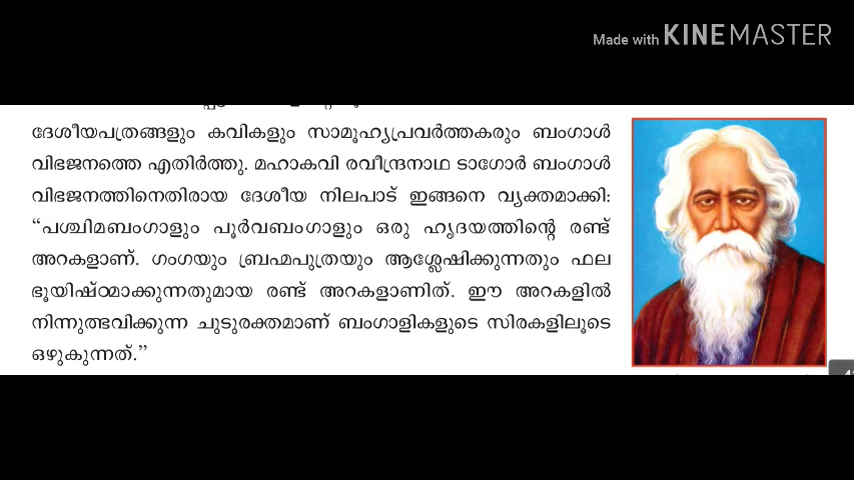 Made with KINEMASTER
ദേശീയപത്രങ്ങളും കവികളും സാമൂഹ്യപ്രവർത്തകരും ബംഗാൾ
വിഭജനത്തെ എതിർത്തു. മഹാകവി രവീന്ദ്രനാഥ ടാഗോർ ബംഗാൾ
വിഭജനത്തിനെതിരായ ദേശീയ നിലപാട് ഇങ്ങനെ വ്യക്തമാക്കി:
“പശ്ചിമബംഗാളും പൂർവബംഗാളും ഒരു ഹൃദയത്തിന്റെ രണ്ട്
അറകളാണ്. ഗംഗയും ബ്രഹ്മപുത്രയും ആശ്ലേഷിക്കുന്നതും ഫല
ഭൂയിഷ്ഠമാക്കുന്നതുമായ രണ്ട് അറകളാണിത്. ഈ അറകളിൽ
നിന്നുത്ഭവിക്കുന്ന ചുടുരക്തമാണ് ബംഗാളികളുടെ സിരകളിലൂടെ
ഒഴുകുന്നത്.”